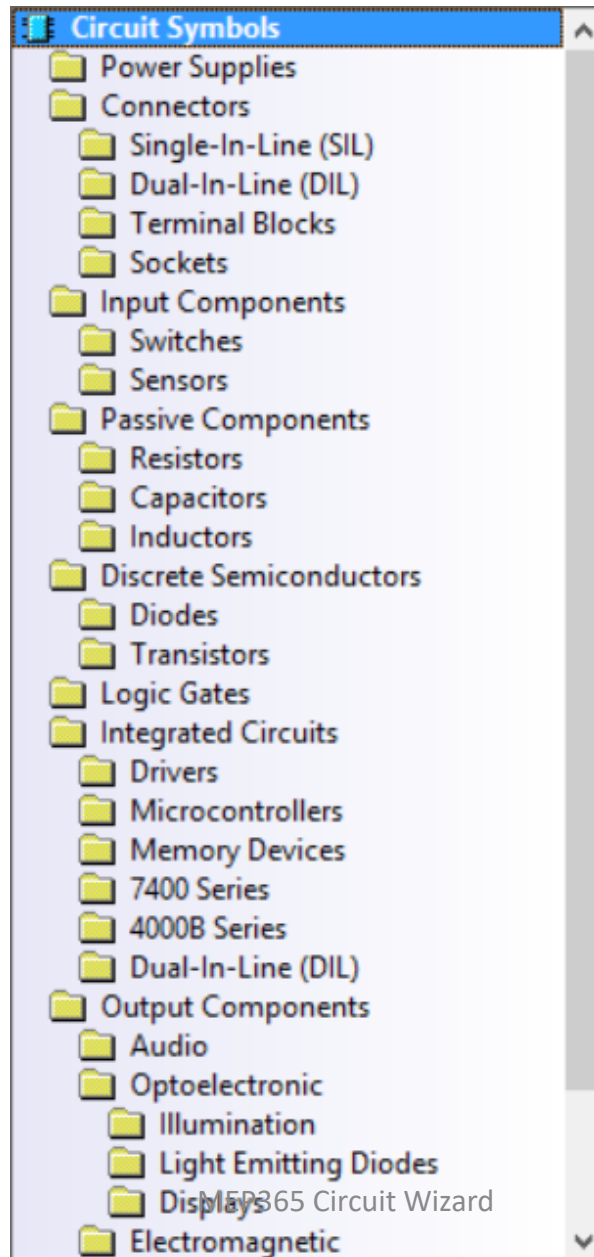 Circuit Symbols
Power Supplies
Connectors
Single-In-Line (SIL)
Dual-In-Line (DIL)
Terminal Blocks
Sockets
Input Components
Switches
Sensors
Passive Components
Resistors
Capacitors
Inductors
Discrete Semiconductors
Diodes
Transistors
Logic Gates
Integrated Circuits
Drivers
Microcontrollers
Memory Devices
7400 Series
4000B Series
Dual-In-Line (DIL)
Output Components
Audio
Optoelectronic
Illumination
Light Emitting Diodes
Displays
MEP365 Circuit Wizard
Electromagnetic